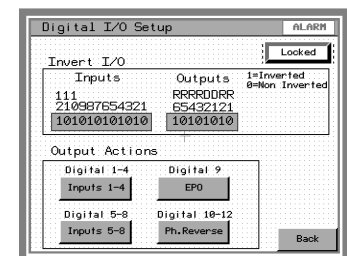 Digital I/O Setup
ALARM
Locked
Invert I/O
Inputs
Outputs
1=Inverted
0=Non Inverted
111
RRRRDDRR
210987654321
65432121
101010101010
10101010
Output Actions
Digital 1-4
Digital 9
Inputs 1-4
EPO
Digital 5-8
Digital 10-12
Inputs 5-8
Ph.Reverse
Back